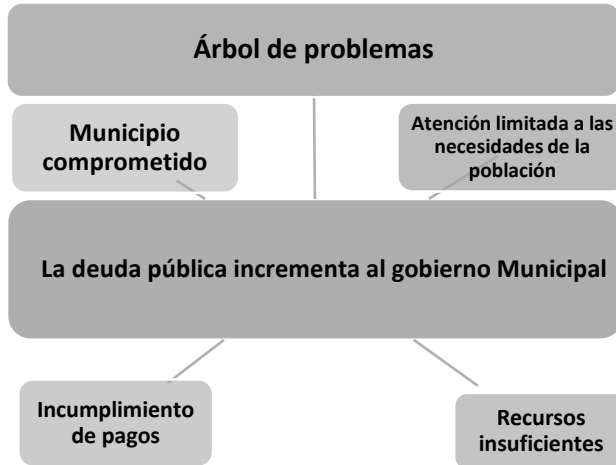 Árbol de problemas
Municipio
comprometido
Atención limitada a las
necesidades de la
población
La deuda pública incrementa al gobierno Municipal
Incumplimiento
de pagos
Recursos
insuficientes